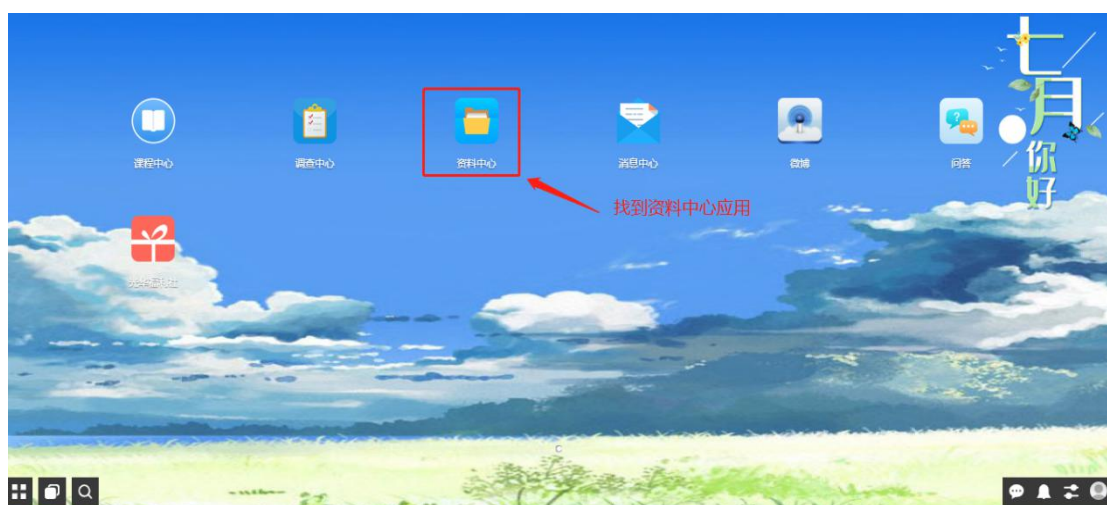 七月
你好
课程中心
调查中心
资料中心
消息中心
微博
问答
找到资料中心应用
C